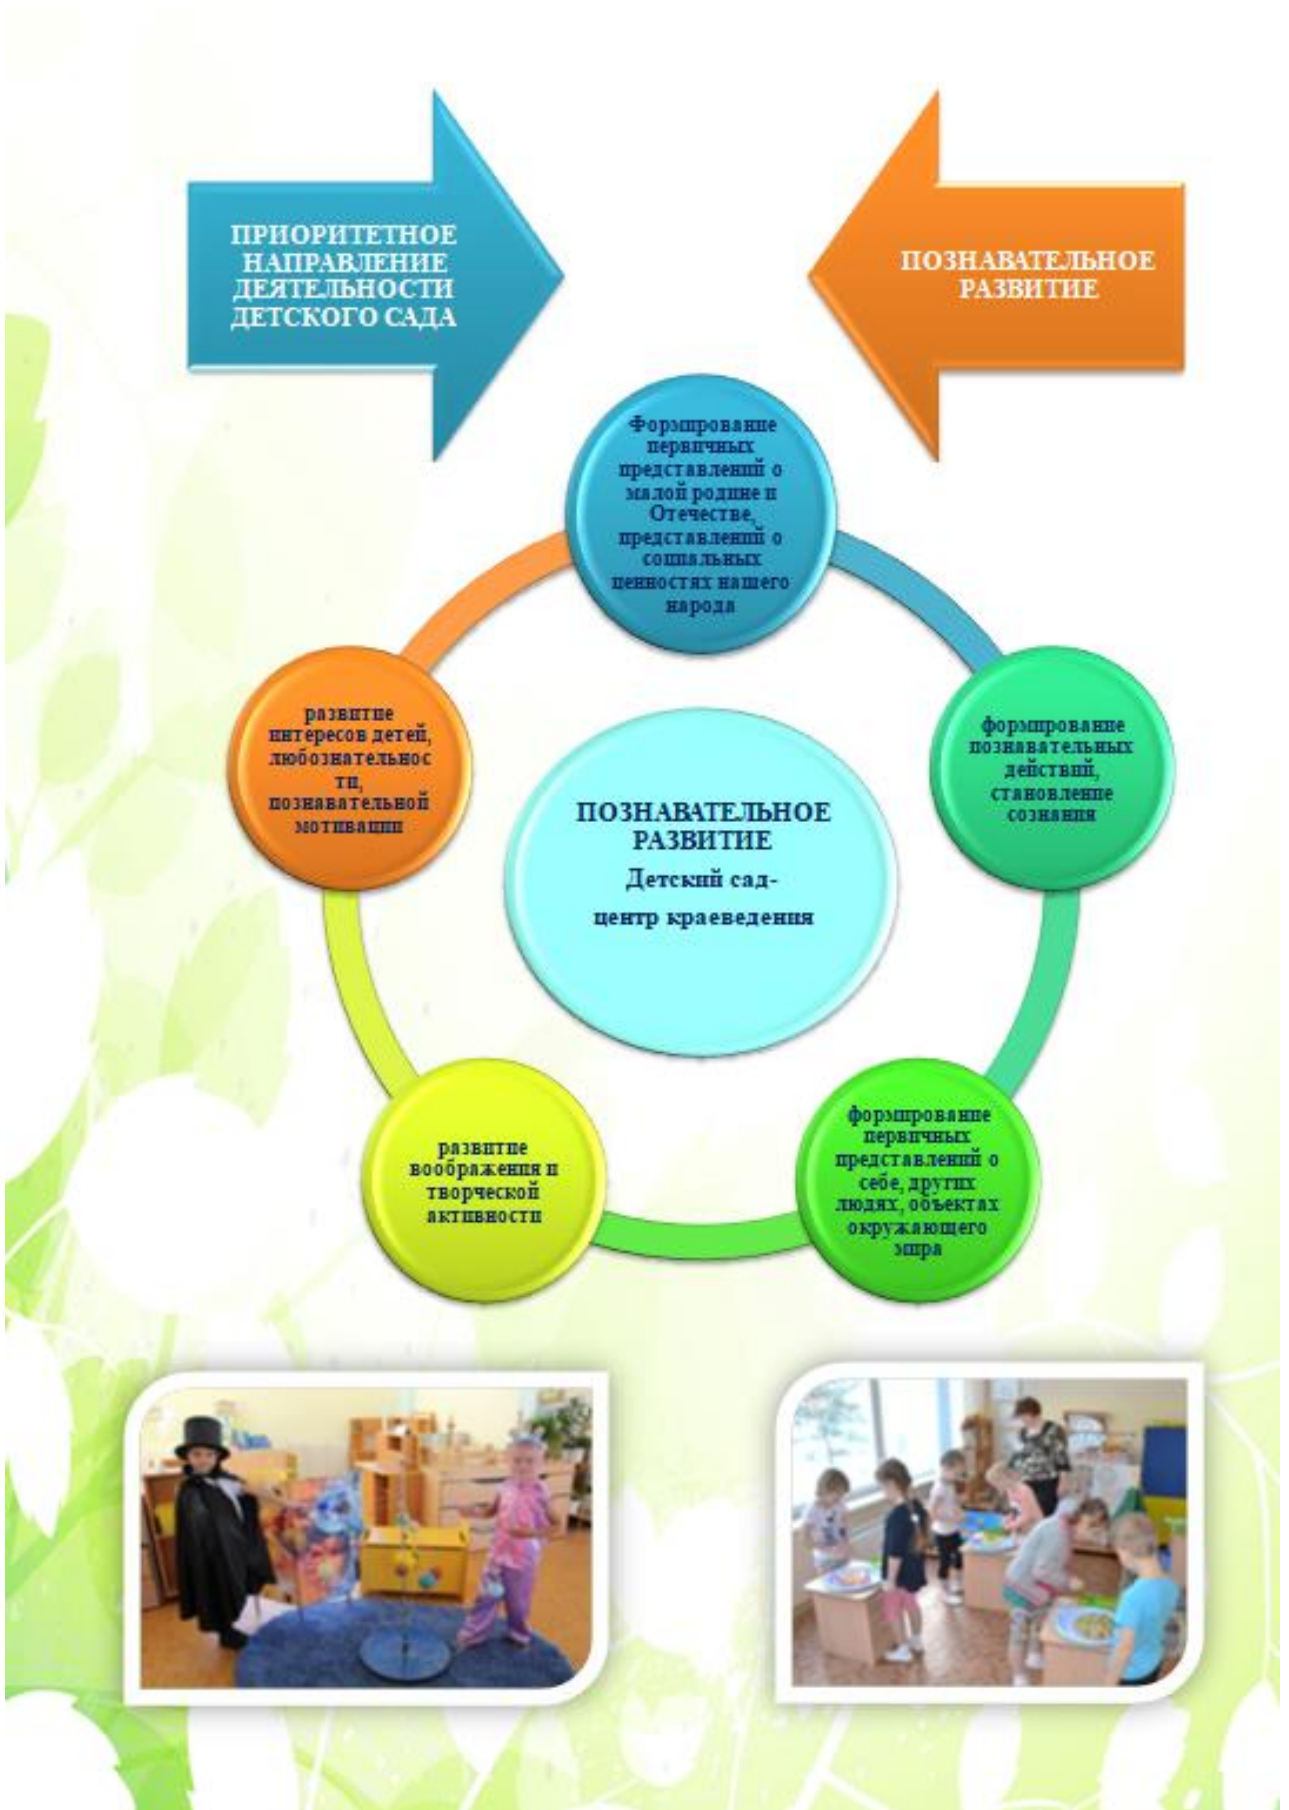 ПРИОРИТЕТНОЕ
НАПРАВЛЕНИЕ
ДЕЯТЕЛЬНОСТИ
ДЕТСКОГО САДА
ПОЗНАВАТЕЛЬНОЕ
РАЗВИТИЕ
Формирование
первичных
представлений о
малой родине и
Отечестве,
представлений о
социальных
ценностях нашего
народа
развитие
интересов детей,
любознательнос
ти,
познавательной
мотивации
формирование
познавательных
действий,
становление
сознания
ПОЗНАВАТЕЛЬНОЕ
РАЗВИТИЕ
Детский сад-
центр краеведения
развитие
воображения и
творческой
активности
формирование
первичных
представлений о
себе, других
людях, объектах
окружающего
мира